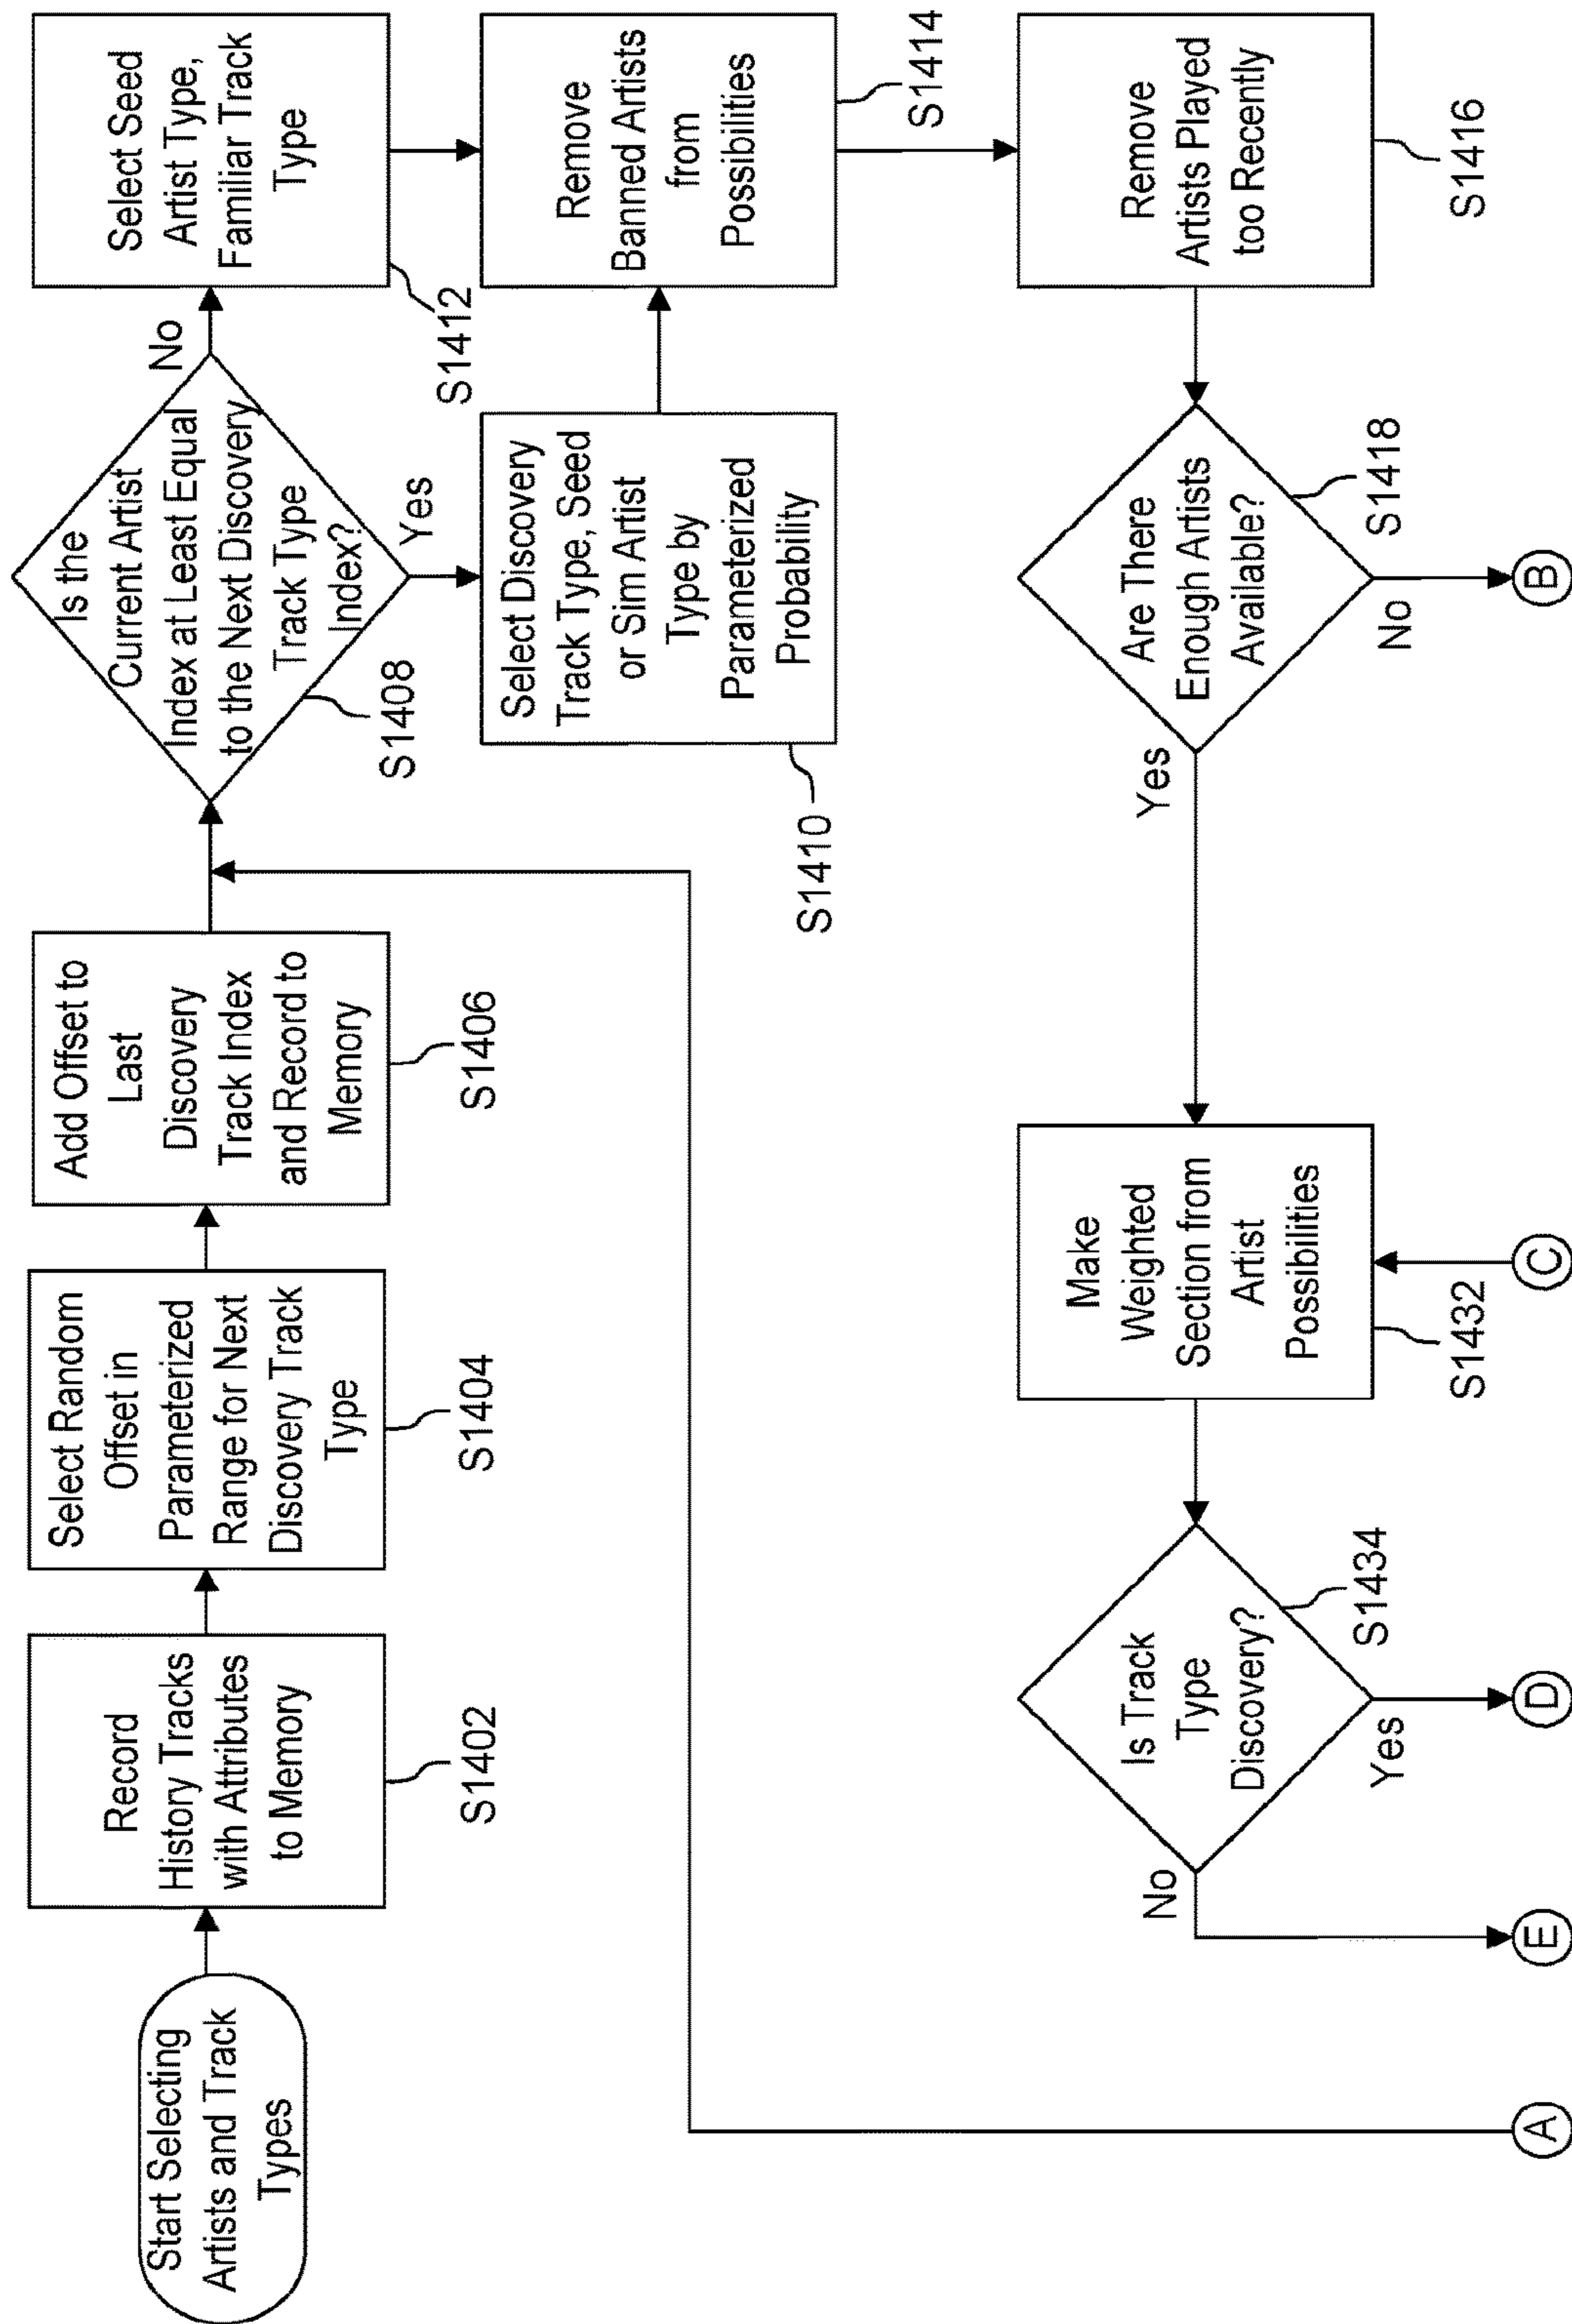 Start Selecting
Artists and Track
Types
Record
History Tracks
with Attributes
to Memory
S1402
Select Random
Offset in
Parameterized
Range for Next
Discovery Track
Type
S1404
Add Offset to
Last
Discovery
Track Index
and Record to
Memory
S1406
Is the
Current Artist
Index at Least Equal
to the Next Discovery
Track Type
Index?
S1408
No
Yes
Select Seed
Artist Type,
Familiar Track
Type
S1412
Select Discovery
Track Type, Seed
or Sim Artist
Type by
Parameterized
Probability
S1410
Remove
Banned Artists
from
Possibilities
S1414
Remove
Artists Played
too Recently
S1416
Are There
Enough Artists
Available?
S1418
Yes
No
B
Make
Weighted
Section from
Artist
Possibilities
S1432
C
Is Track
Type
Discovery?
S1434
Yes
D
No
E
A